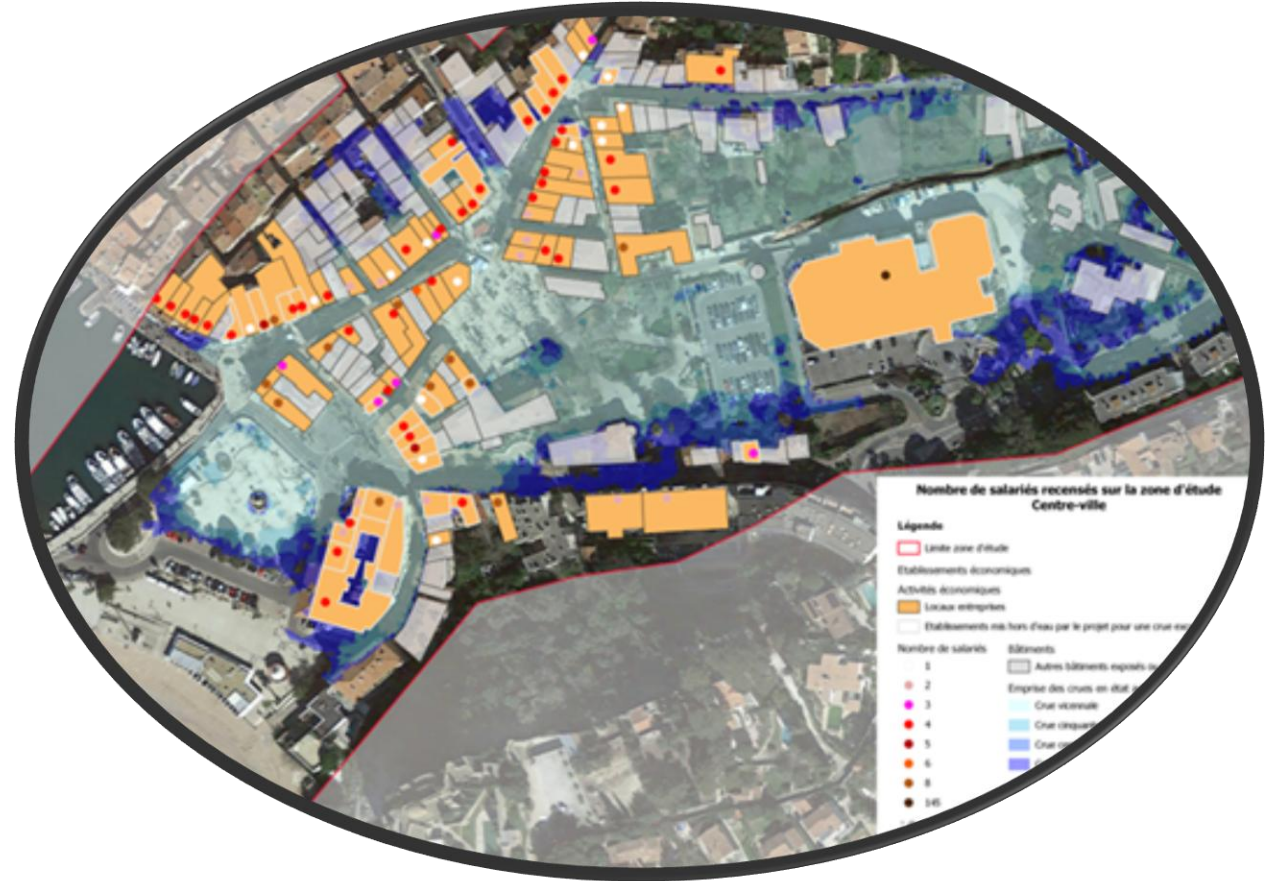 Nombre de salariés recensés sur la zone d'étude
Centre-ville
Légende
Limite zone d'étude
Etablissements économiques
Activités économiques
Locaux entreprises
Etablissements mis hors d'eau par le projet pour une crue
Nombre de salariés
1
2
3
4
5
6
8
145
Bâtiments
Autres bâtiments exposés
Emprise des crues en état
Crue vicennale
Crue
Crue